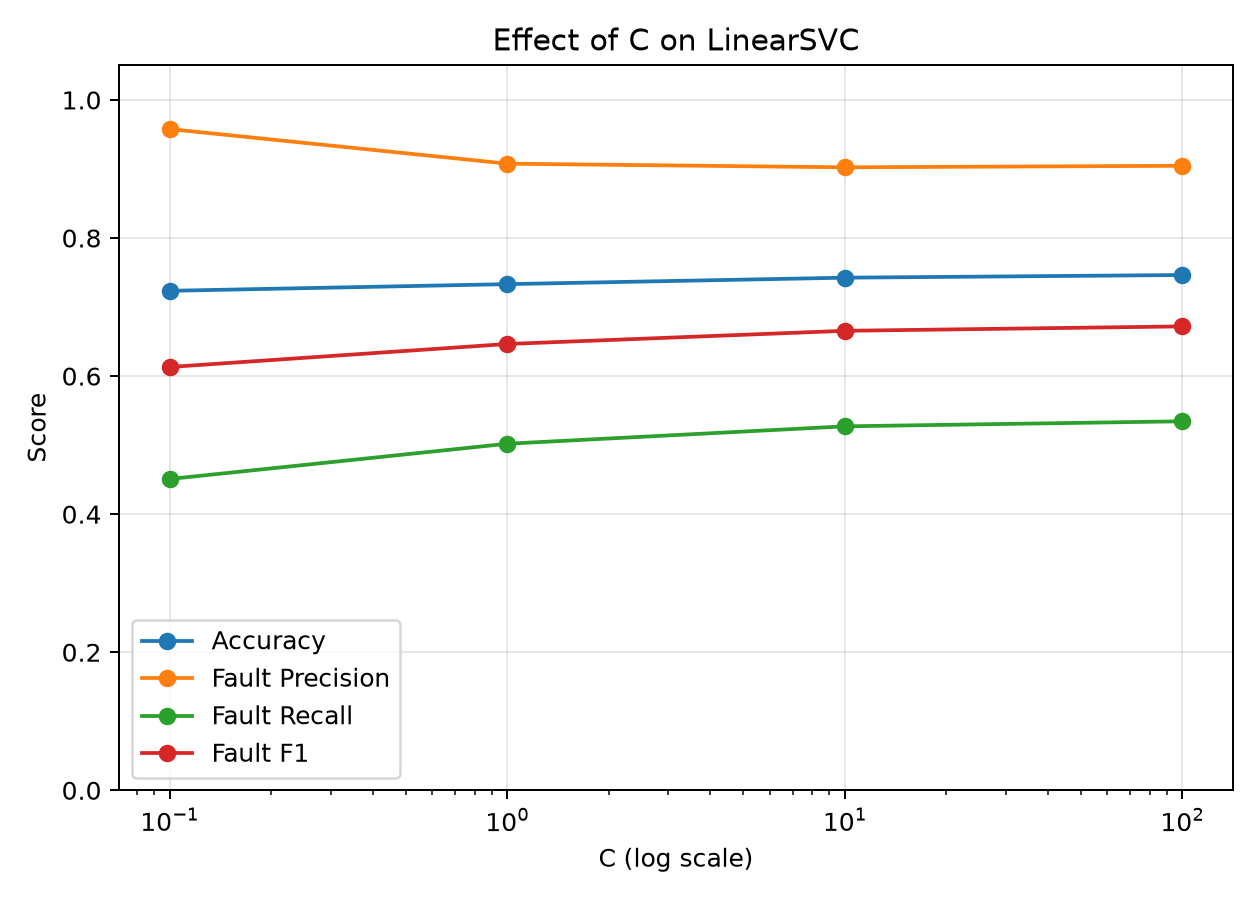 Effect of C on LinearSVC
1.0
0.8
0.6
0.4
0.2
0.0
Score
Accuracy
Fault Precision
Fault Recall
Fault F1
10⁻¹ 10⁰ 10¹ 10²
C (log scale)